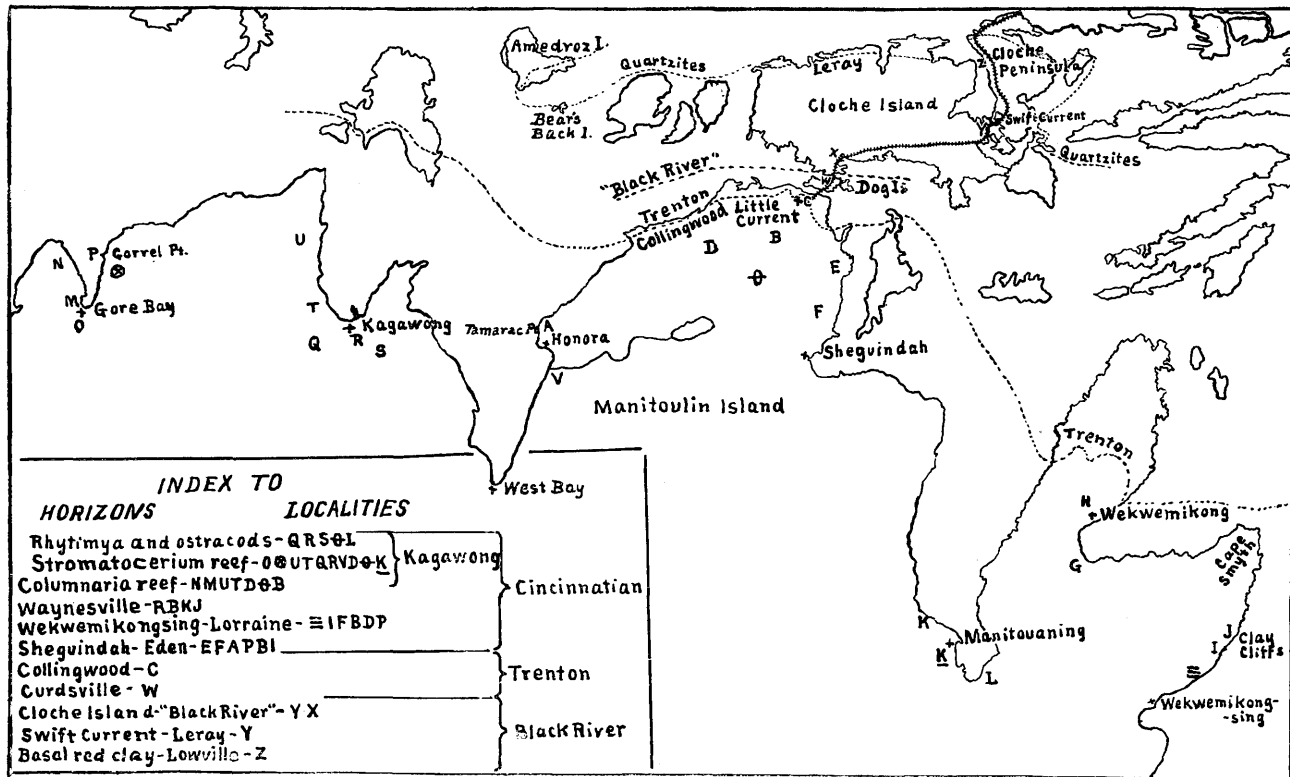 Amedroz I.
Quartzites
Bear's
Back I.
Leray
Cloche Island
Z
Cloche
Peninsula
Swift Current
Quartzites
"Black River"
X
W
Dog Is.
Trenton
Collingwood
Little
Current
+C
D
B
E
F
N
P
Gorrel Pt.
M
Gore Bay
O
U
T
Q
Kagawong
R
S
Tamarac Pt.
A
Honora
V
Sheguindah
Manitoulin Island
West Bay
Trenton
H
Wekwemikong
G
Cape
Smyth
K
Manitouaning
K
L
J
I
Clay
Cliffs
Wekwemikong-
-sing
INDEX TO
HORIZONS LOCALITIES
Rhytimya and ostracods-QRSθL
Stromatocerium reef-O⊗UTQRVDθK
Kagawong
Columnaria reef-NMUTDθB
Waynesville-RBKJ
Wekwemikongsing-Lorraine-≡IFBDP
Sheguindah-Eden-EFAPBI
Cincinnatian
Collingwood-C
Curdsville-W
Trenton
Cloche Island-"Black River"-YX
Swift Current-Leray-Y
Basal red clay-Lowville-Z
Black River